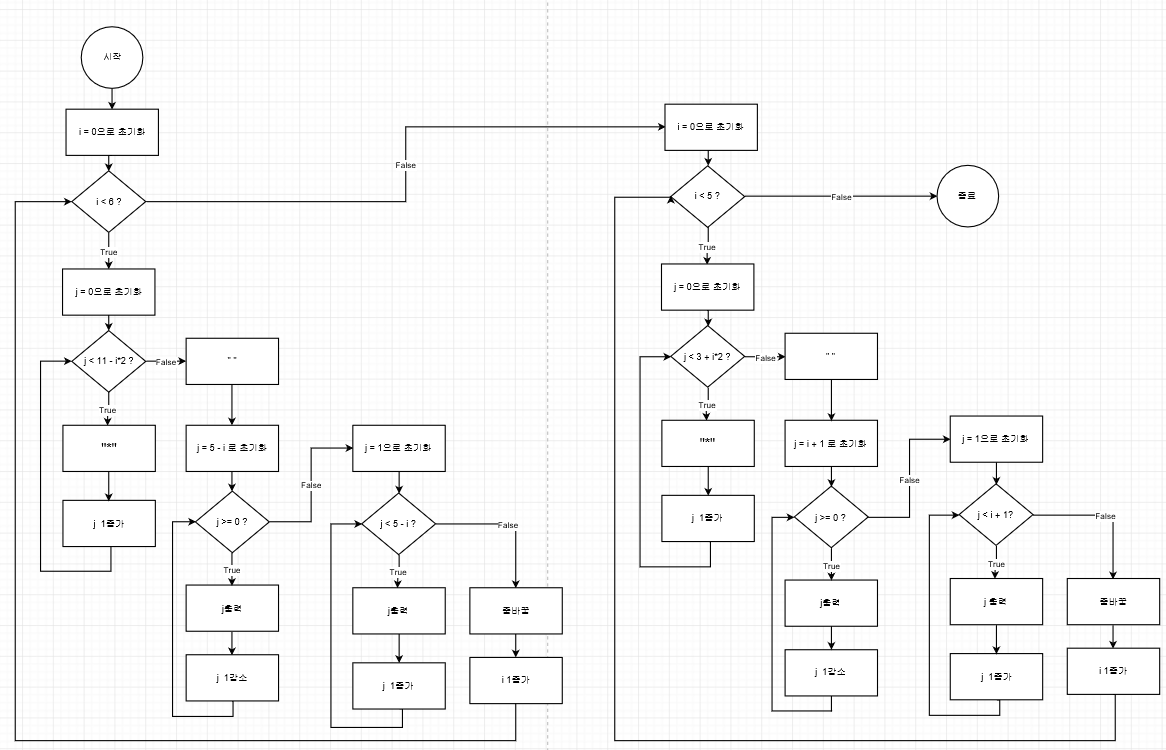 시작
i = 0으로 초기화
i < 6 ?
False
True
j = 0으로 초기화
j < 11 - i*2 ?
False
" "
True
"*"
j = 5 - i 로 초기화
j = 1으로 초기화
False
j  1증가
j >= 0 ?
j < 5 - i ?
False
True
True
j출력
j출력
줄바꿈
j  1감소
j  1증가
i 1증가
i = 0으로 초기화
i < 5 ?
False
종료
True
j = 0으로 초기화
j < 3 + i*2 ?
False
" "
True
"*"
j = i + 1 로 초기화
j = 1으로 초기화
False
j  1증가
j >= 0 ?
j < i + 1?
False
True
True
j출력
j 출력
줄바꿈
j  1감소
j  1증가
i 1증가